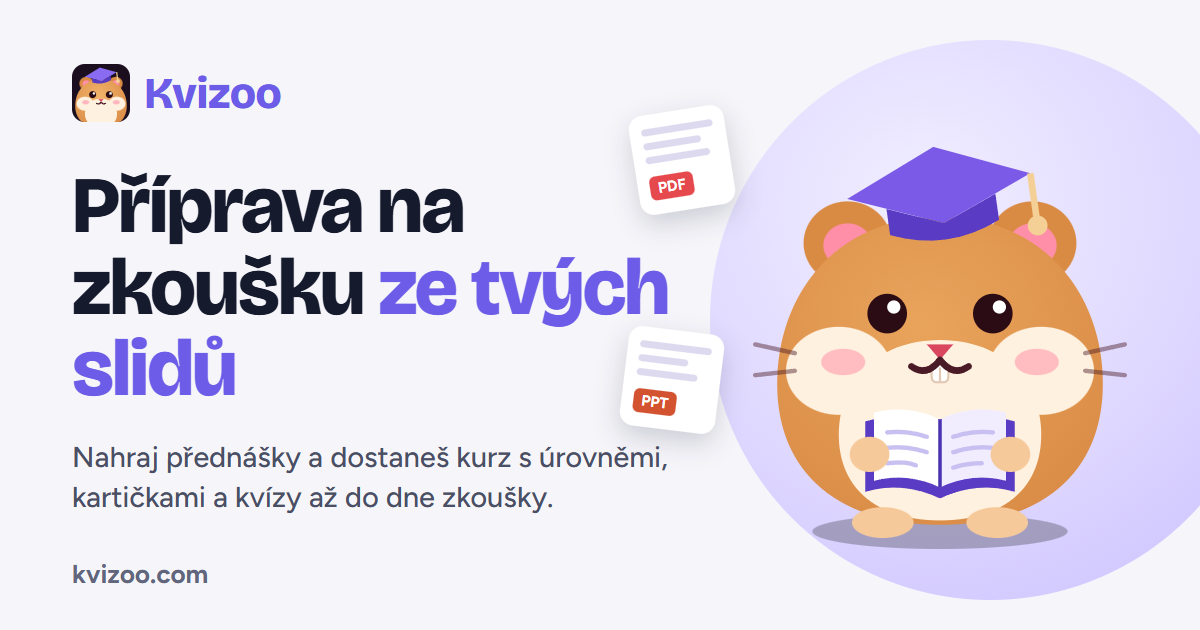 Kvizoo
Příprava na
zkoušku ze tvých
slidů
Nahraj přednášky a dostaneš kurz s úrovněmi,
kartičkami a kvízy až do dne zkoušky.
kvizoo.com
PDF
PPT